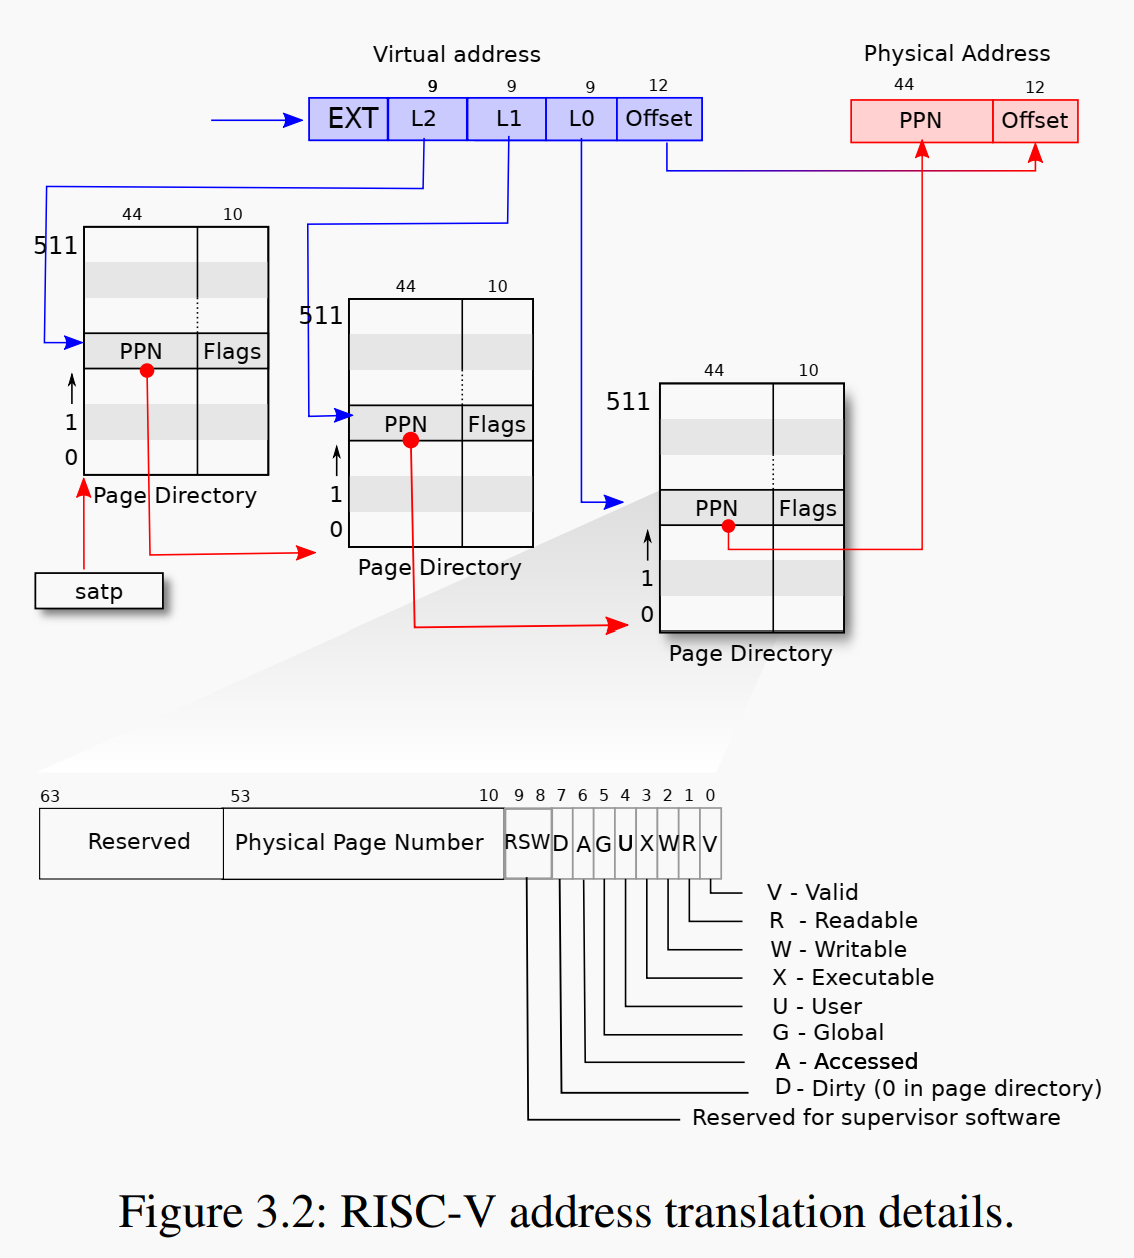 Virtual address
Physical Address
9 9 9 12
44 12
EXT L2 L1 L0 Offset
PPN Offset
44 10
511
PPN Flags
1
0
Page Directory
satp
44 10
511
PPN Flags
1
0
Page Directory
44 10
511
PPN Flags
1
0
Page Directory
63 53 10 9 8 7 6 5 4 3 2 1 0
Reserved Physical Page Number RSW D A G U X W R V
V - Valid
R - Readable
W - Writable
X - Executable
U - User
G - Global
A - Accessed
D - Dirty (0 in page directory)
Reserved for supervisor software
Figure 3.2: RISC-V address translation details.